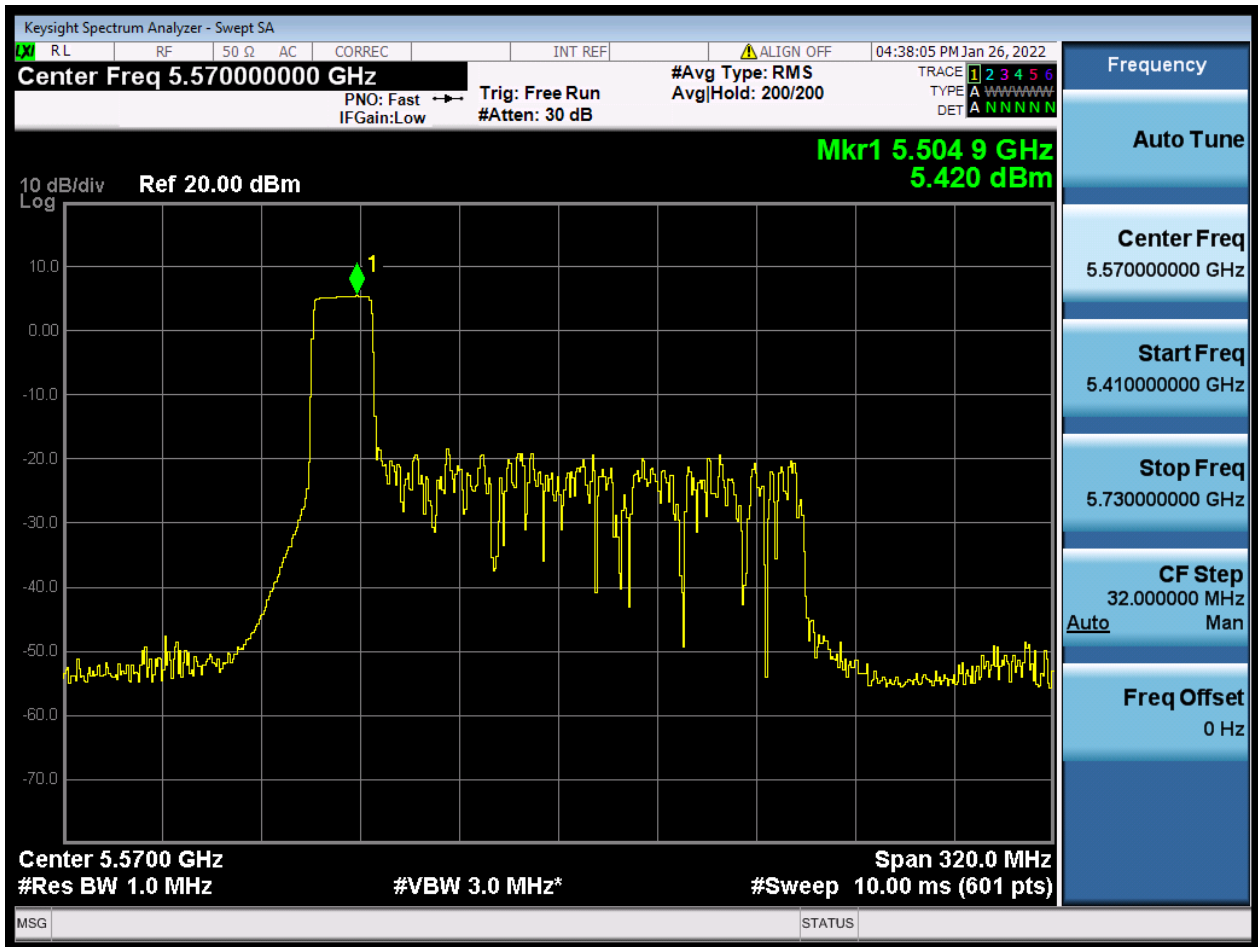 Keysight Spectrum Analyzer - Swept SA
LXI RL RF 50 Ω AC CORREC INT REF ALIGN OFF 04:38:05 PM Jan 26, 2022
Center Freq 5.570000000 GHz
PNO: Fast
IFGain:Low
Trig: Free Run
#Atten: 30 dB
#Avg Type: RMS
Avg|Hold: 200/200
TRACE 1 2 3 4 5 6
TYPE A WWWWW
DET A N N N N N
Mkr1 5.504 9 GHz
5.420 dBm
10 dB/div Ref 20.00 dBm
Log
10.0
0.00
-10.0
-20.0
-30.0
-40.0
-50.0
-60.0
-70.0
1
Center 5.5700 GHz Span 320.0 MHz
#Res BW 1.0 MHz #VBW 3.0 MHz* #Sweep 10.00 ms (601 pts)
MSG STATUS
Frequency
Auto Tune
Center Freq
5.570000000 GHz
Start Freq
5.410000000 GHz
Stop Freq
5.730000000 GHz
CF Step
32.000000 MHz
Auto Man
Freq Offset
0 Hz